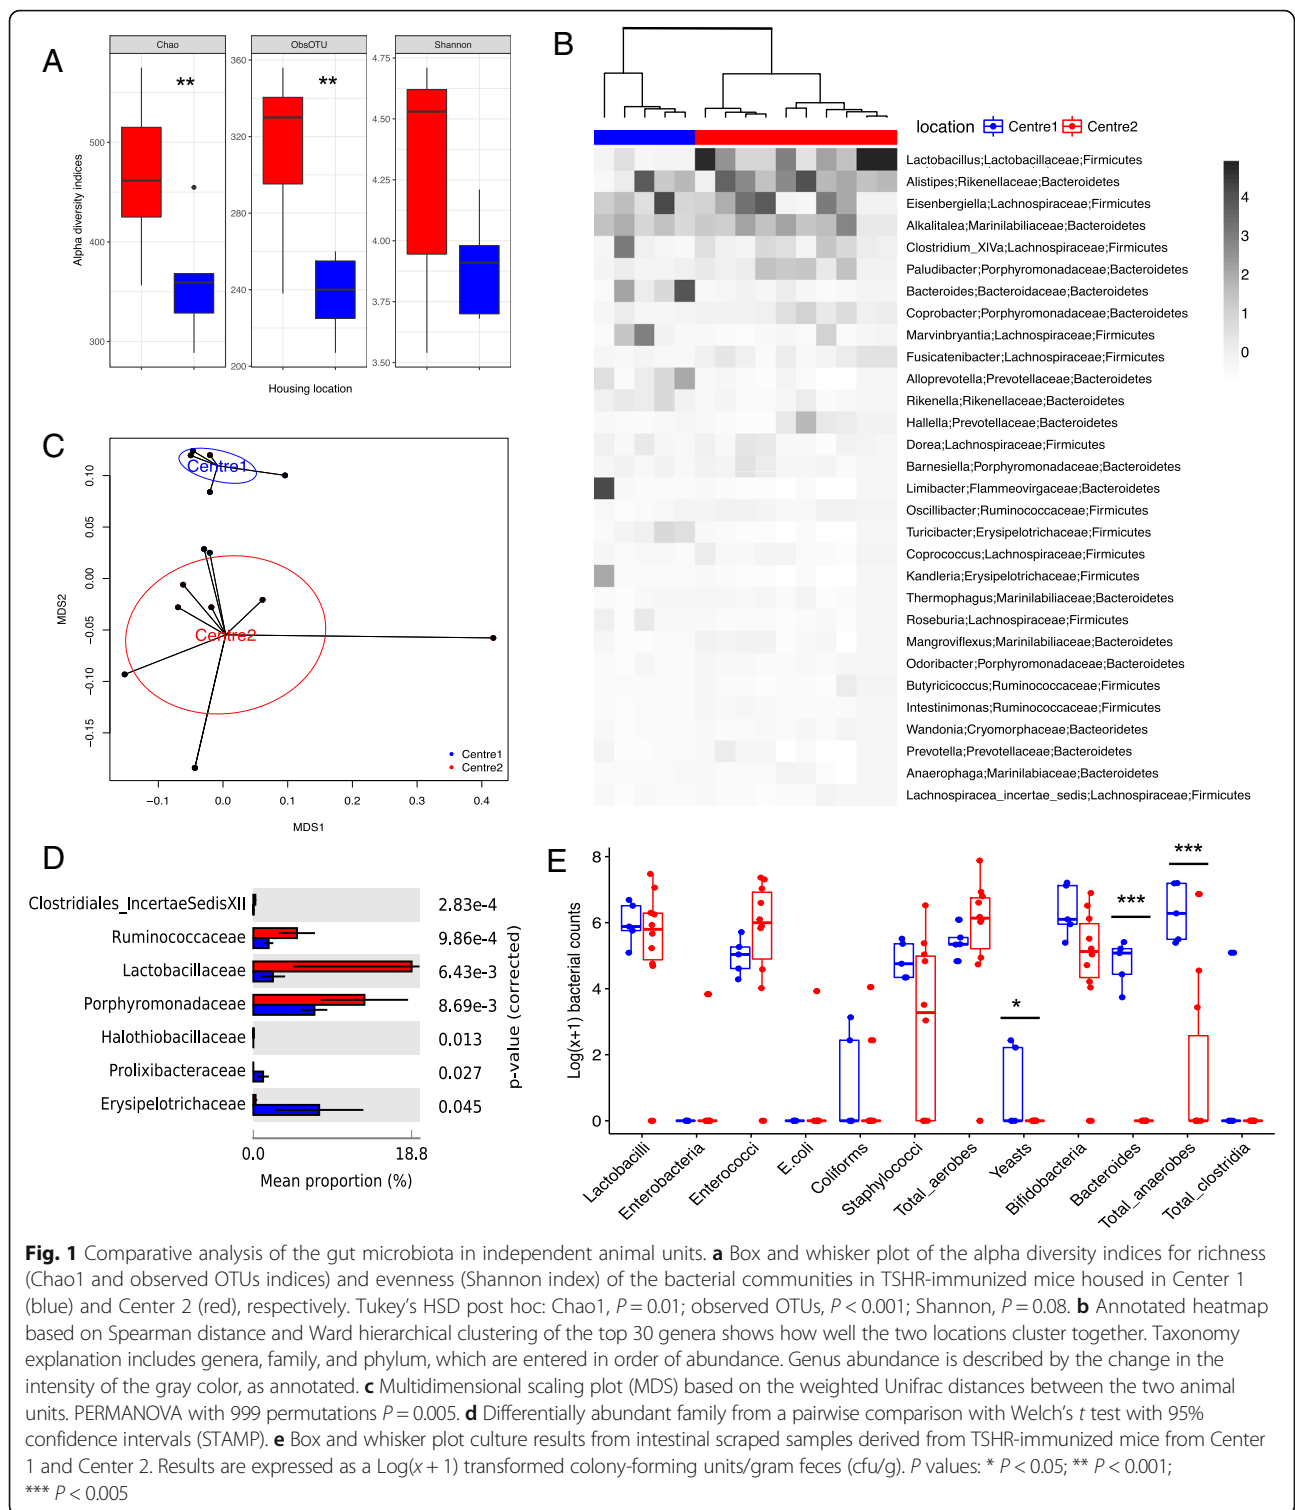 A
Chao
ObsOTU
Shannon
**
**
500
400
300
360
320
280
240
200
4.75
4.50
4.25
4.00
3.75
3.50
Alpha diversity indices
Housing location
B
location Centre1 Centre2
Lactobacillus;Lactobacillaceae;Firmicutes
Alistipes;Rikenellaceae;Bacteroidetes
Eisenbergiella;Lachnospiraceae;Firmicutes
Alkalitalea;Marinilabiliaceae;Bacteroidetes
Clostridium_XIVa;Lachnospiraceae;Firmicutes
Paludibacter;Porphyromonadaceae;Bacteroidetes
Bacteroides;Bacteroidaceae;Bacteroidetes
Coprobacter;Porphyromonadaceae;Bacteroidetes
Marvinbryantia;Lachnospiraceae;Firmicutes
Fusicatenibacter;Lachnospiraceae;Firmicutes
Alloprevotella;Prevotellaceae;Bacteroidetes
Rikenella;Rikenellaceae;Bacteroidetes
Hallella;Prevotellaceae;Bacteroidetes
Dorea;Lachnospiraceae;Firmicutes
Barnesiella;Porphyromonadaceae;Bacteroidetes
Limibacter;Flammeovirgaceae;Bacteroidetes
Oscillibacter;Ruminococcaceae;Firmicutes
Turicibacter;Erysipelotrichaceae;Firmicutes
Coprococcus;Lachnospiraceae;Firmicutes
Kandleria;Erysipelotrichaceae;Firmicutes
Thermophagus;Marinilabiliaceae;Bacteroidetes
Roseburia;Lachnospiraceae;Firmicutes
Mangroviflexus;Marinilabiliaceae;Bacteroidetes
Odoribacter;Porphyromonadaceae;Bacteroidetes
Butyricicoccus;Ruminococcaceae;Firmicutes
Intestinimonas;Ruminococcaceae;Firmicutes
Wandonia;Cryomorphaceae;Bacteoridetes
Prevotella;Prevotellaceae;Bacteroidetes
Anaerophaga;Marinilabiaceae;Bacteroidetes
Lachnospiracea_incertae_sedis;Lachnospiraceae;Firmicutes
4
3
2
1
0
C
Centre1
Centre2
0.10
0.05
0.00
−0.05
−0.10
−0.15
MDS2
−0.1 0.0 0.1 0.2 0.3 0.4
MDS1
Centre1
Centre2
D
Clostridiales_IncertaeSedisXII 2.83e-4
Ruminococcaceae 9.86e-4
Lactobacillaceae 6.43e-3
Porphyromonadaceae 8.69e-3
Halothiobacillaceae 0.013
Prolixibacteraceae 0.027
Erysipelotrichaceae 0.045
p-value (corrected)
0.0 18.8
Mean proportion (%)
E
8
6
4
2
0
Log(x+1) bacterial counts
*
***
***
Lactobacilli
Enterobacteria
Enterococci
E.coli
Coliforms
Staphylococci
Total_aerobes
Yeasts
Bifidobacteria
Bacteroides
Total_anaerobes
Total_clostridia
Fig. 1 Comparative analysis of the gut microbiota in independent animal units. a Box and whisker plot of the alpha diversity indices for richness
(Chao1 and observed OTUs indices) and evenness (Shannon index) of the bacterial communities in TSHR-immunized mice housed in Center 1
(blue) and Center 2 (red), respectively. Tukey's HSD post hoc: Chao1, P = 0.01; observed OTUs, P < 0.001; Shannon, P = 0.08. b Annotated heatmap
based on Spearman distance and Ward hierarchical clustering of the top 30 genera shows how well the two locations cluster together. Taxonomy
explanation includes genera, family, and phylum, which are entered in order of abundance. Genus abundance is described by the change in the
intensity of the gray color, as annotated. c Multidimensional scaling plot (MDS) based on the weighted Unifrac distances between the two animal
units. PERMANOVA with 999 permutations P = 0.005. d Differentially abundant family from a pairwise comparison with Welch's t test with 95%
confidence intervals (STAMP). e Box and whisker plot culture results from intestinal scraped samples derived from TSHR-immunized mice from Center
1 and Center 2. Results are expressed as a Log(x + 1) transformed colony-forming units/gram feces (cfu/g). P values: * P < 0.05; ** P < 0.001;
*** P < 0.005